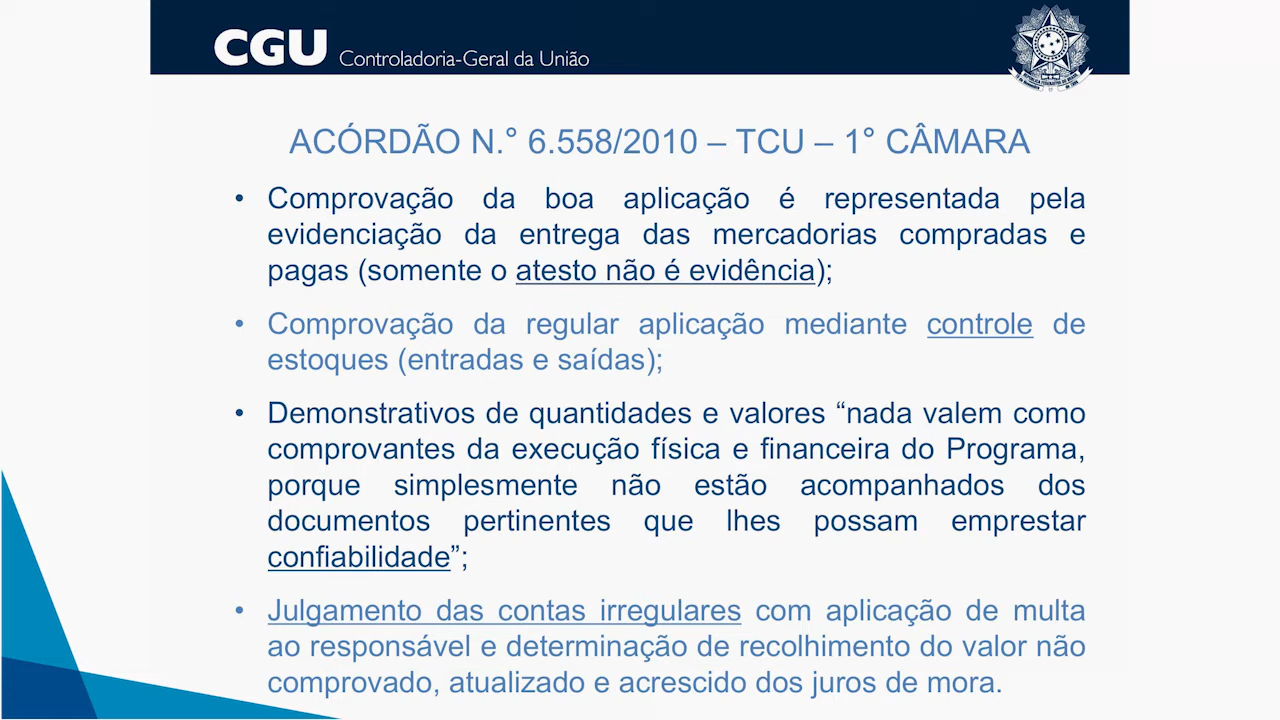 CGU Controladoria-Geral da União
ACÓRDÃO N.° 6.558/2010 – TCU – 1° CÂMARA
• Comprovação da boa aplicação é representada pela
evidenciação da entrega das mercadorias compradas e
pagas (somente o atesto não é evidência);
• Comprovação da regular aplicação mediante controle de
estoques (entradas e saídas);
• Demonstrativos de quantidades e valores “nada valem como
comprovantes da execução física e financeira do Programa,
porque simplesmente não estão acompanhados dos
documentos pertinentes que lhes possam emprestar
confiabilidade”;
• Julgamento das contas irregulares com aplicação de multa
ao responsável e determinação de recolhimento do valor não
comprovado, atualizado e acrescido dos juros de mora.